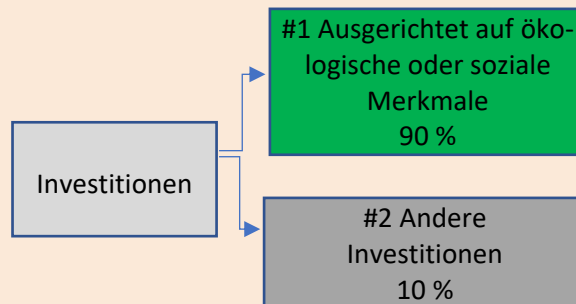 #1 Ausgerichtet auf öko-
logische oder soziale
Merkmale
90 %
Investitionen
#2 Andere
Investitionen
10 %